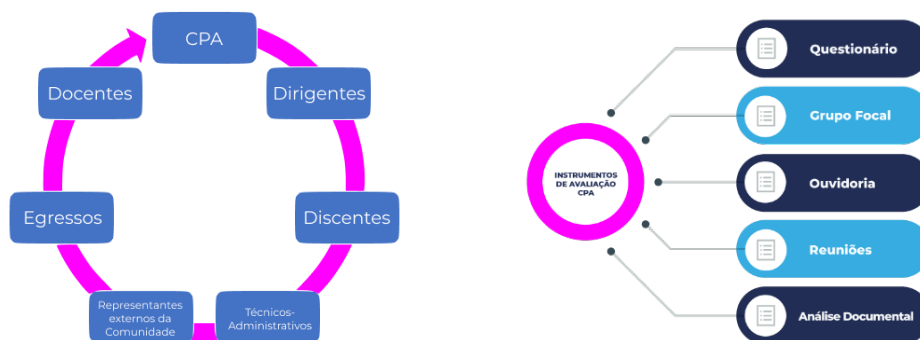 CPA
Dirigentes
Discentes
Técnicos-
Administrativos
Representantes
externos da
Comunidade
Egressos
Docentes
INSTRUMENTOS
DE AVALIAÇÃO
CPA
Questionário
Grupo Focal
Ouvidoria
Reuniões
Análise Documental